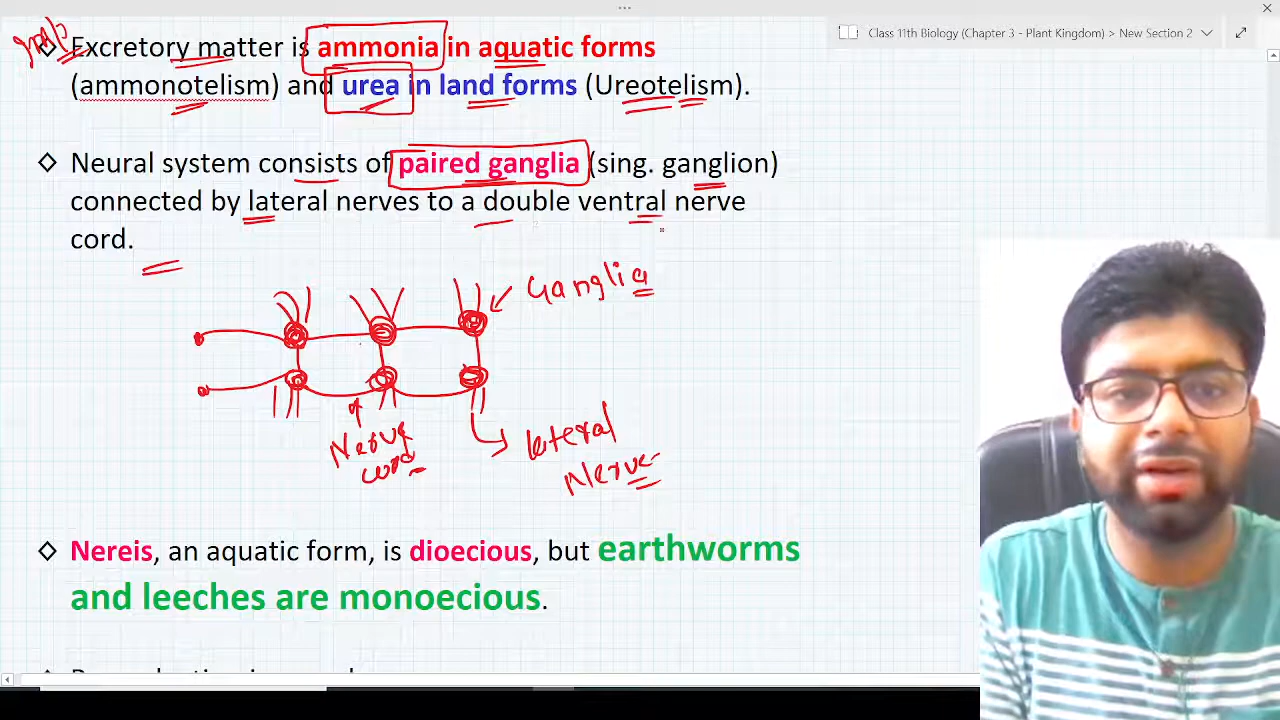 Class 11th Biology (Chapter 3 - Plant Kingdom) > New Section 2
◇ Excretory matter is ammonia in aquatic forms
(ammonotelism) and urea in land forms (Ureotelism).
◇ Neural system consists of paired ganglia (sing. ganglion)
connected by lateral nerves to a double ventral nerve
cord.
Ganglia
Nerve
cord
lateral
Nerve
◇ Nereis, an aquatic form, is dioecious, but earthworms
and leeches are monoecious.